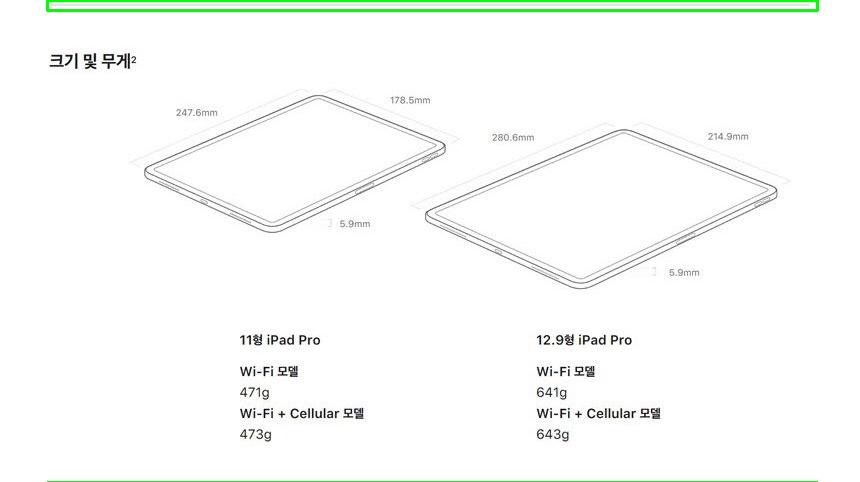 크기 및 무게2
247.6mm
178.5mm
5.9mm
280.6mm
214.9mm
5.9mm
11형 iPad Pro
Wi-Fi 모델
471g
Wi-Fi + Cellular 모델
473g
12.9형 iPad Pro
Wi-Fi 모델
641g
Wi-Fi + Cellular 모델
643g